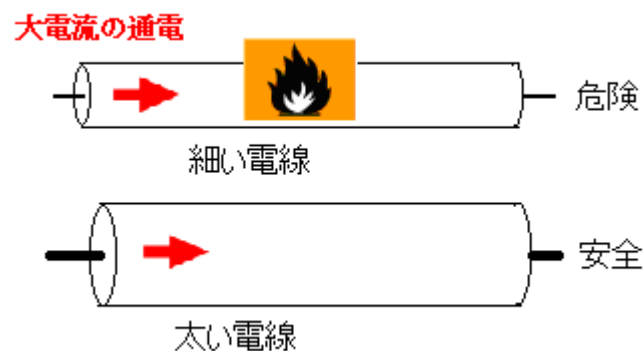 大電流の通電
危険
細い電線
安全
太い電線